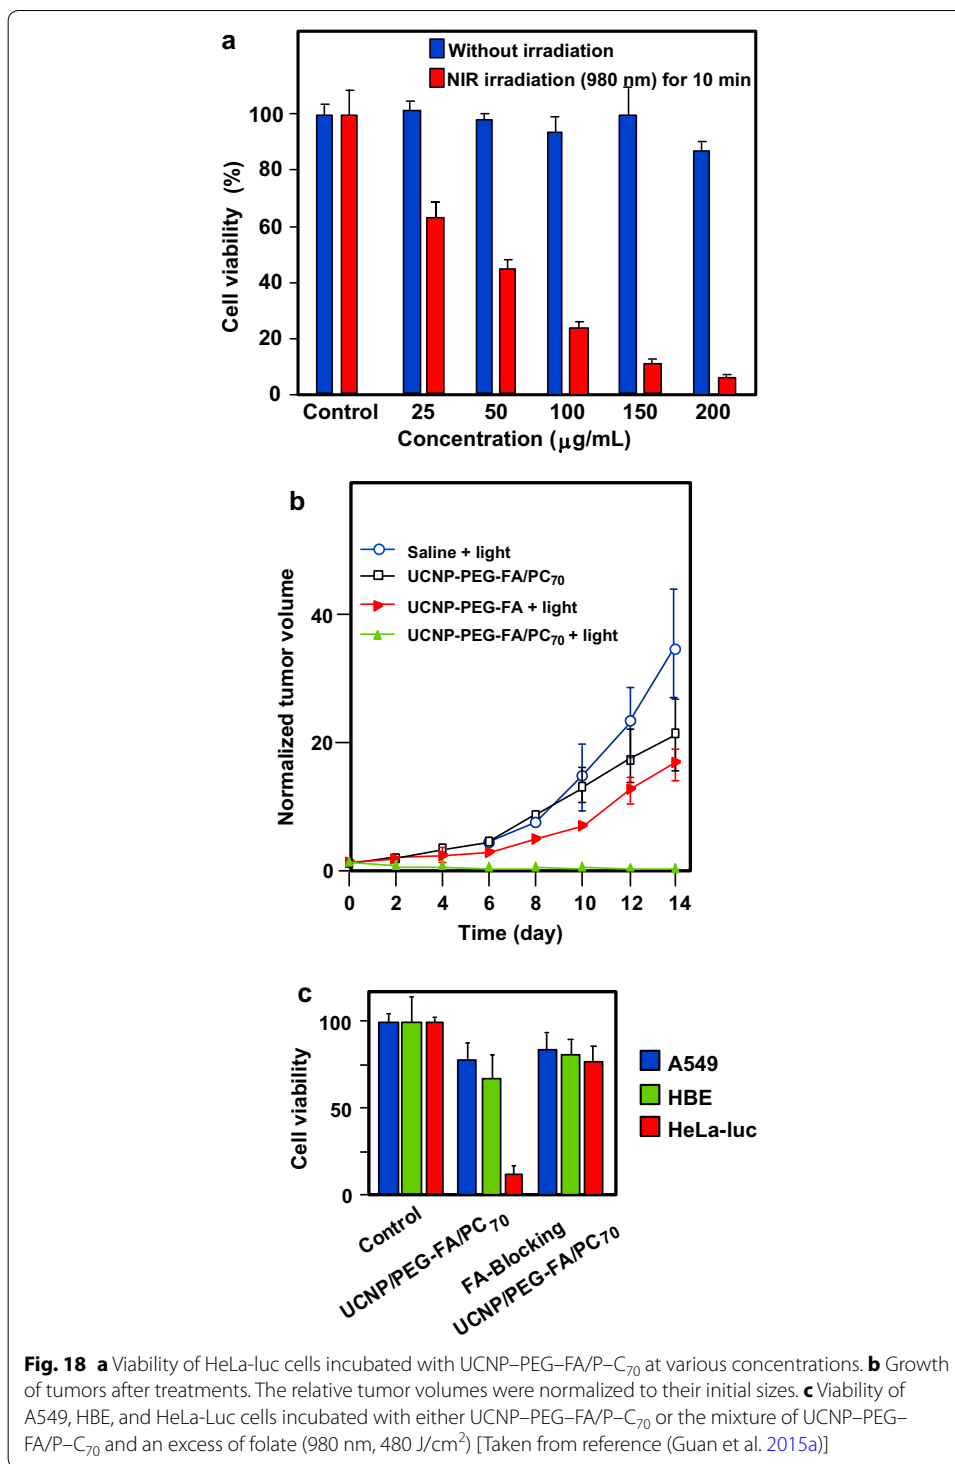 a
Without irradiation
NIR irradiation (980 nm) for 10 min
100
80
60
40
20
0
Cell viability (%)
Control 25 50 100 150 200
Concentration (μg/mL)
b
Saline + light
UCNP-PEG-FA/PC70
UCNP-PEG-FA + light
UCNP-PEG-FA/PC70 + light
40
20
0
Normalized tumor volume
0 2 4 6 8 10 12 14
Time (day)
c
100
50
0
Cell viability
A549
HBE
HeLa-luc
Control
UCNP/PEG-FA/PC70
FA-Blocking
UCNP/PEG-FA/PC70
Fig. 18 a Viability of HeLa-luc cells incubated with UCNP–PEG–FA/P–C70 at various concentrations. b Growth
of tumors after treatments. The relative tumor volumes were normalized to their initial sizes. c Viability of
A549, HBE, and HeLa-Luc cells incubated with either UCNP–PEG–FA/P–C70 or the mixture of UCNP–PEG–
FA/P–C70 and an excess of folate (980 nm, 480 J/cm2) [Taken from reference (Guan et al. 2015a)]